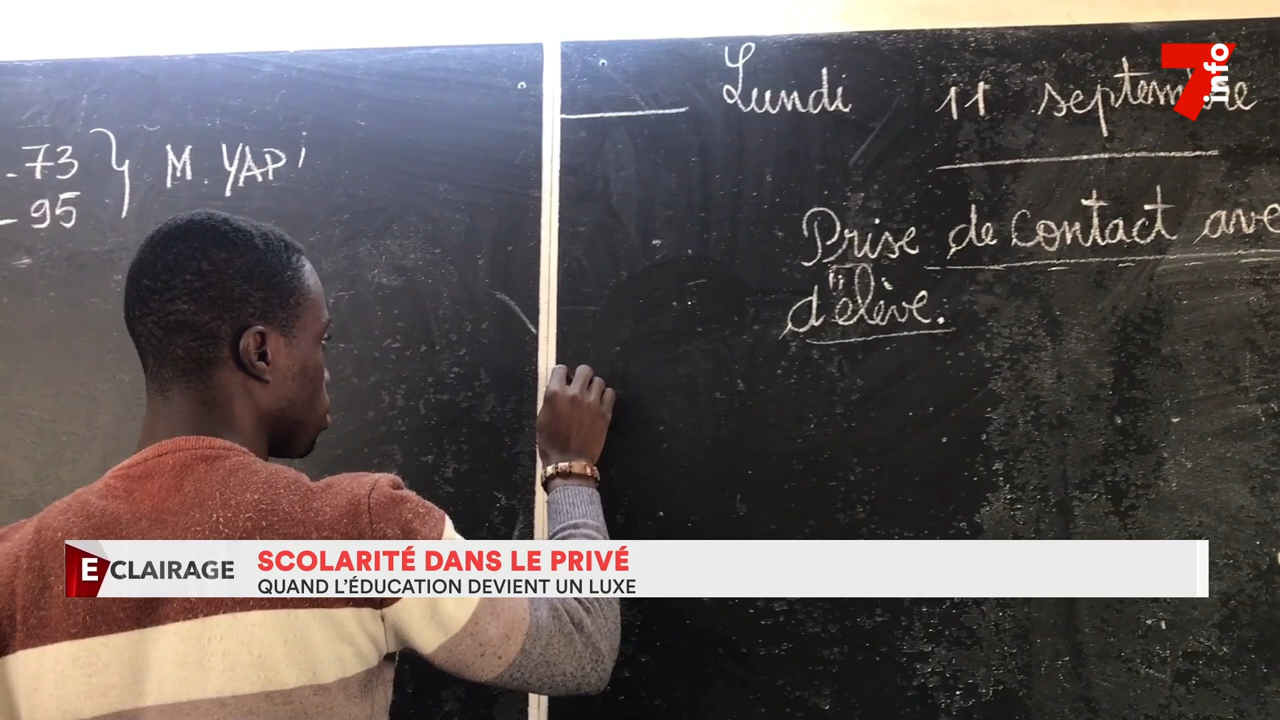 73 } M. YAPI
95
Lundi 11 septembre
Prise de contact ave
d'élève.
7 info
ECLAIRAGE
SCOLARITÉ DANS LE PRIVÉ
QUAND L'ÉDUCATION DEVIENT UN LUXE